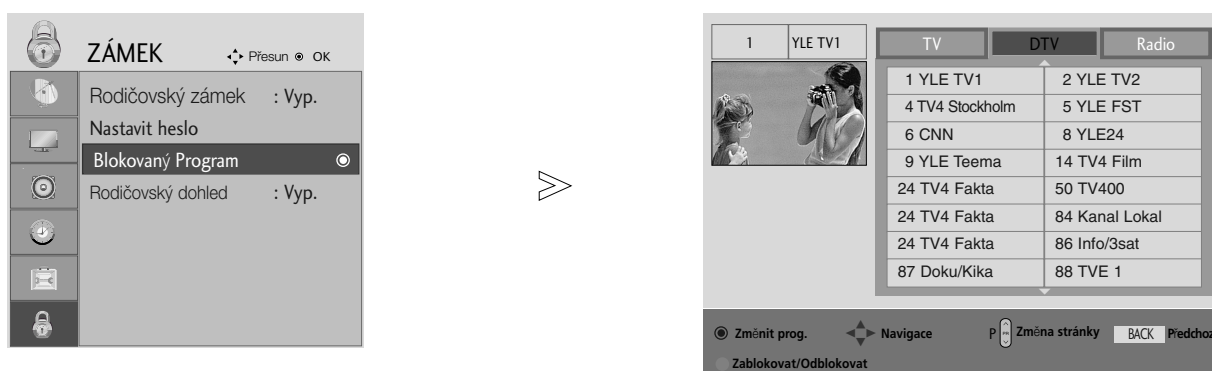 ZÁMEK
Přesun OK
Rodičovský zámek : Vyp.
Nastavit heslo
Blokovaný Program
Rodičovský dohled : Vyp.
1 YLE TV1
TV DTV Radio
1 YLE TV1 2 YLE TV2
4 TV4 Stockholm 5 YLE FST
6 CNN 8 YLE24
9 YLE Teema 14 TV4 Film
24 TV4 Fakta 50 TV400
24 TV4 Fakta 84 Kanal Lokal
24 TV4 Fakta 86 Info/3sat
87 Doku/Kika 88 TVE 1
Změnit prog. Navigace P Změna stránky BACK Předchoz
Zablokovat/Odblokovat